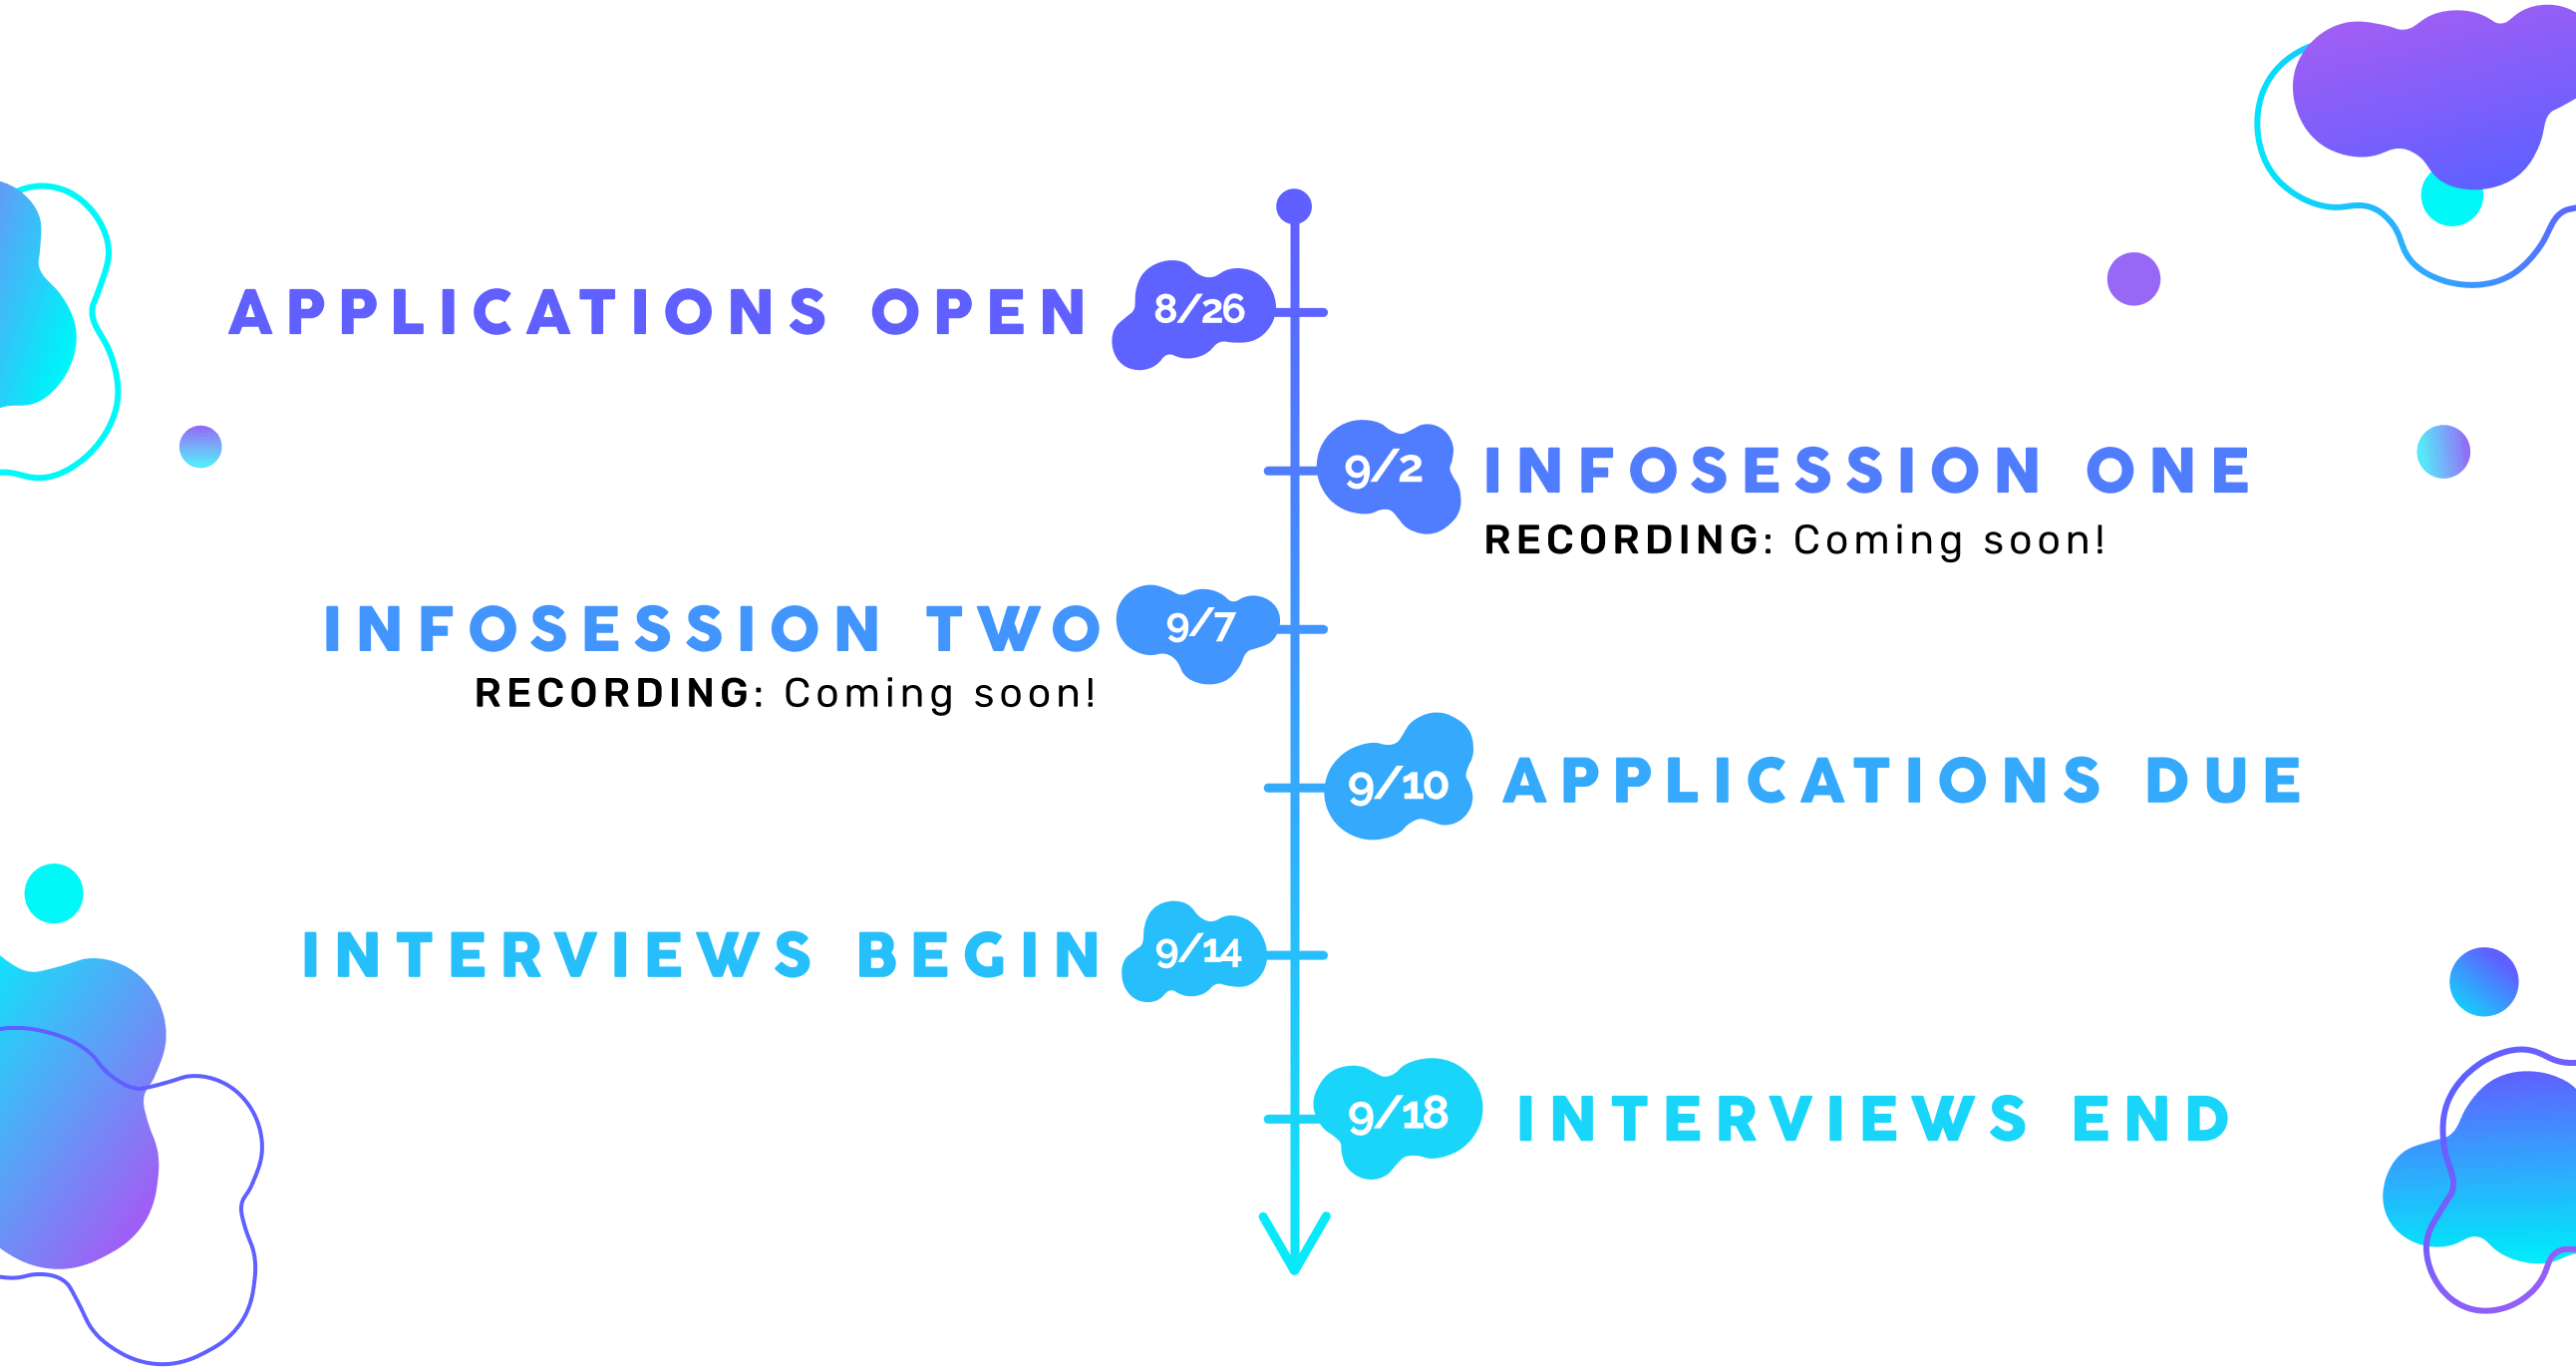 APPLICATIONS OPEN 8/26
9/2 INFOSESSION ONE
RECORDING: Coming soon!
INFOSESSION TWO 9/7
RECORDING: Coming soon!
9/10 APPLICATIONS DUE
INTERVIEWS BEGIN 9/14
9/18 INTERVIEWS END